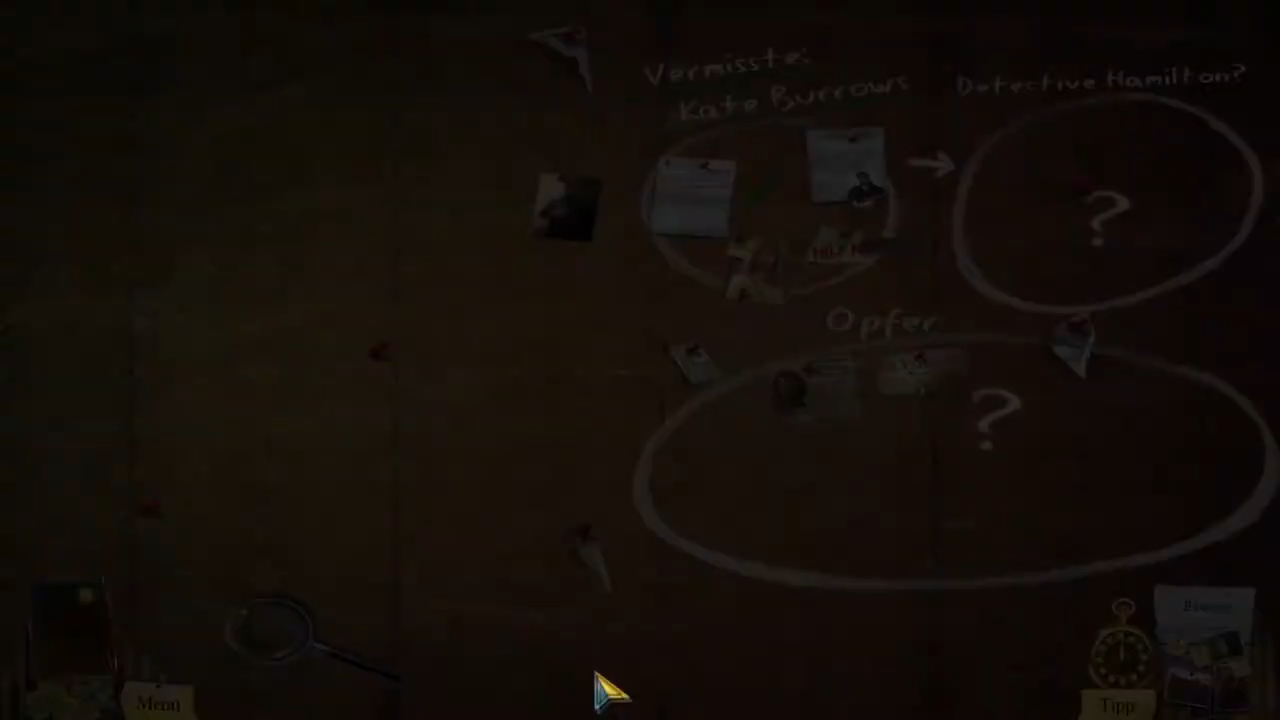 Vermisste:
Kate Burrows
Detective Hamilton?
?
Opfer
?
Menü
Tipp